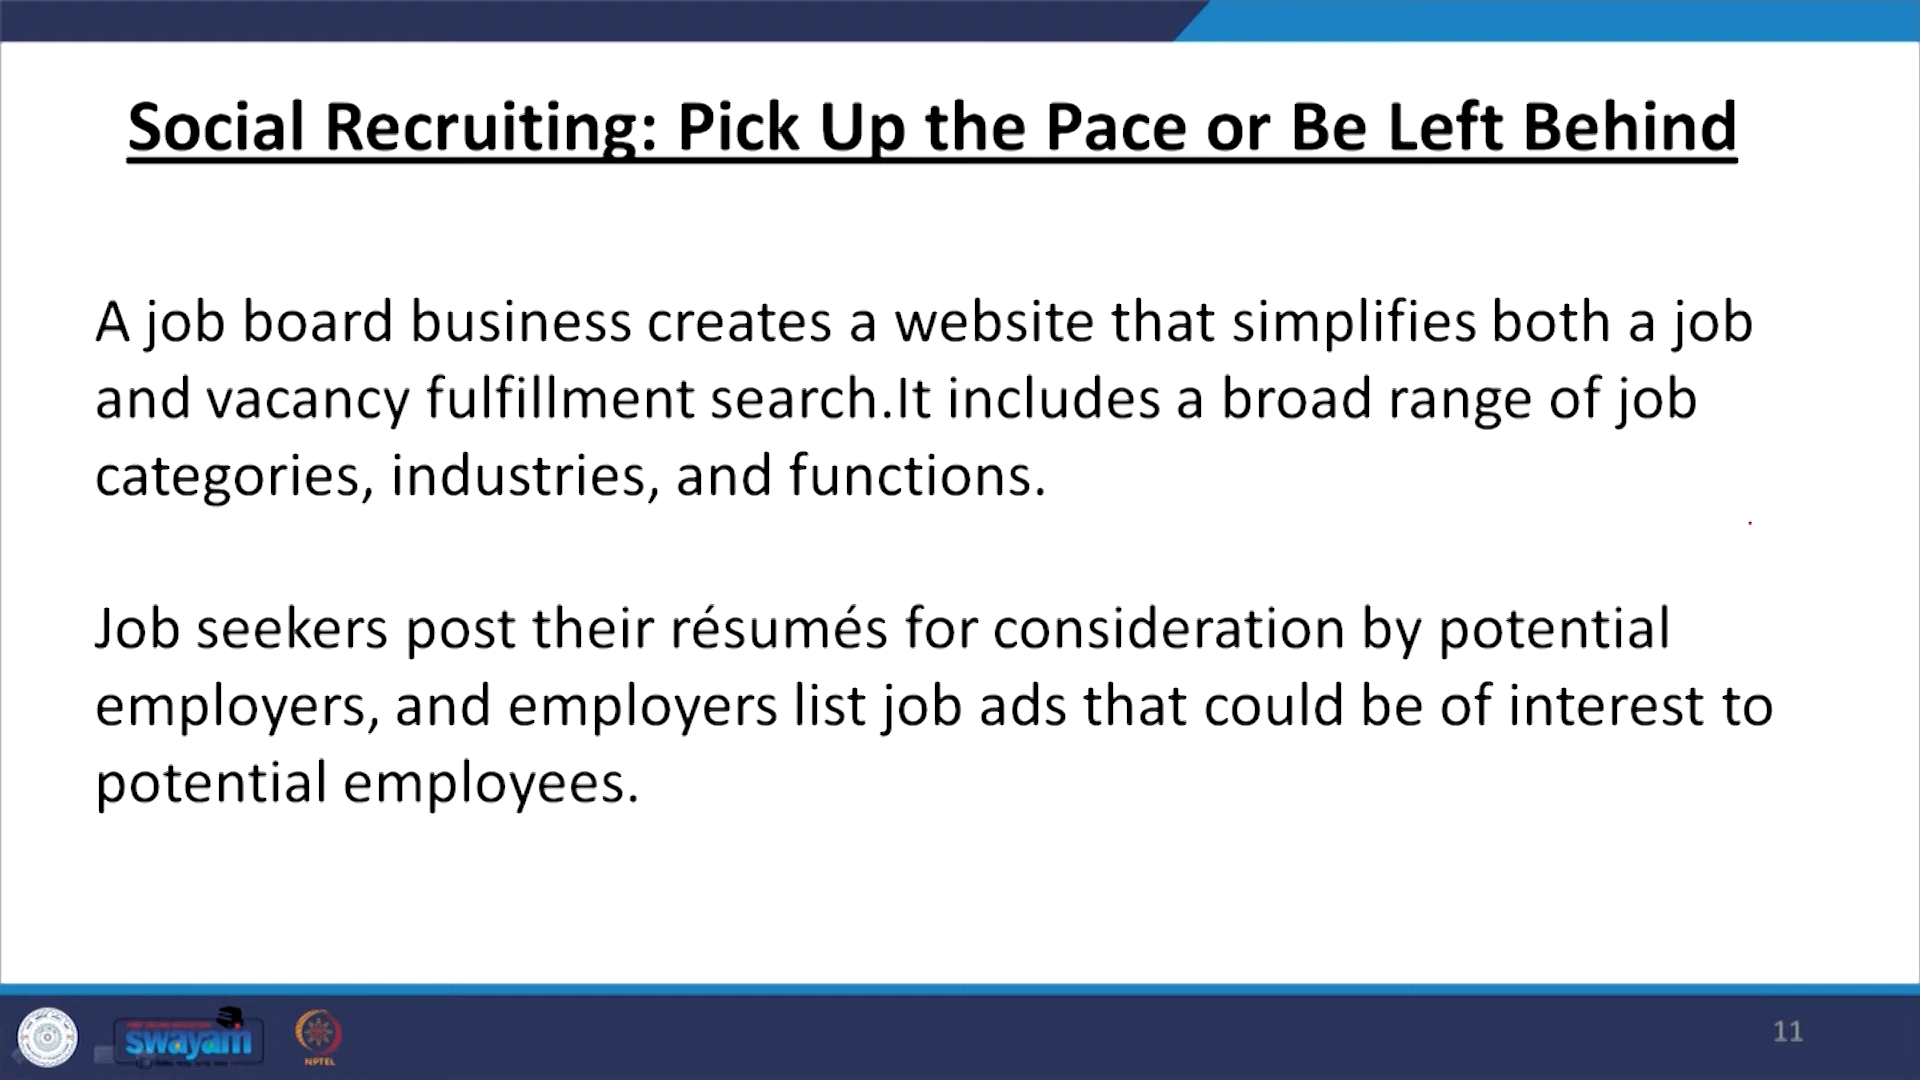 Social Recruiting: Pick Up the Pace or Be Left Behind
A job board business creates a website that simplifies both a job
and vacancy fulfillment search.It includes a broad range of job
categories, industries, and functions.
Job seekers post their résumés for consideration by potential
employers, and employers list job ads that could be of interest to
potential employees.
swayam
NPTEL
11